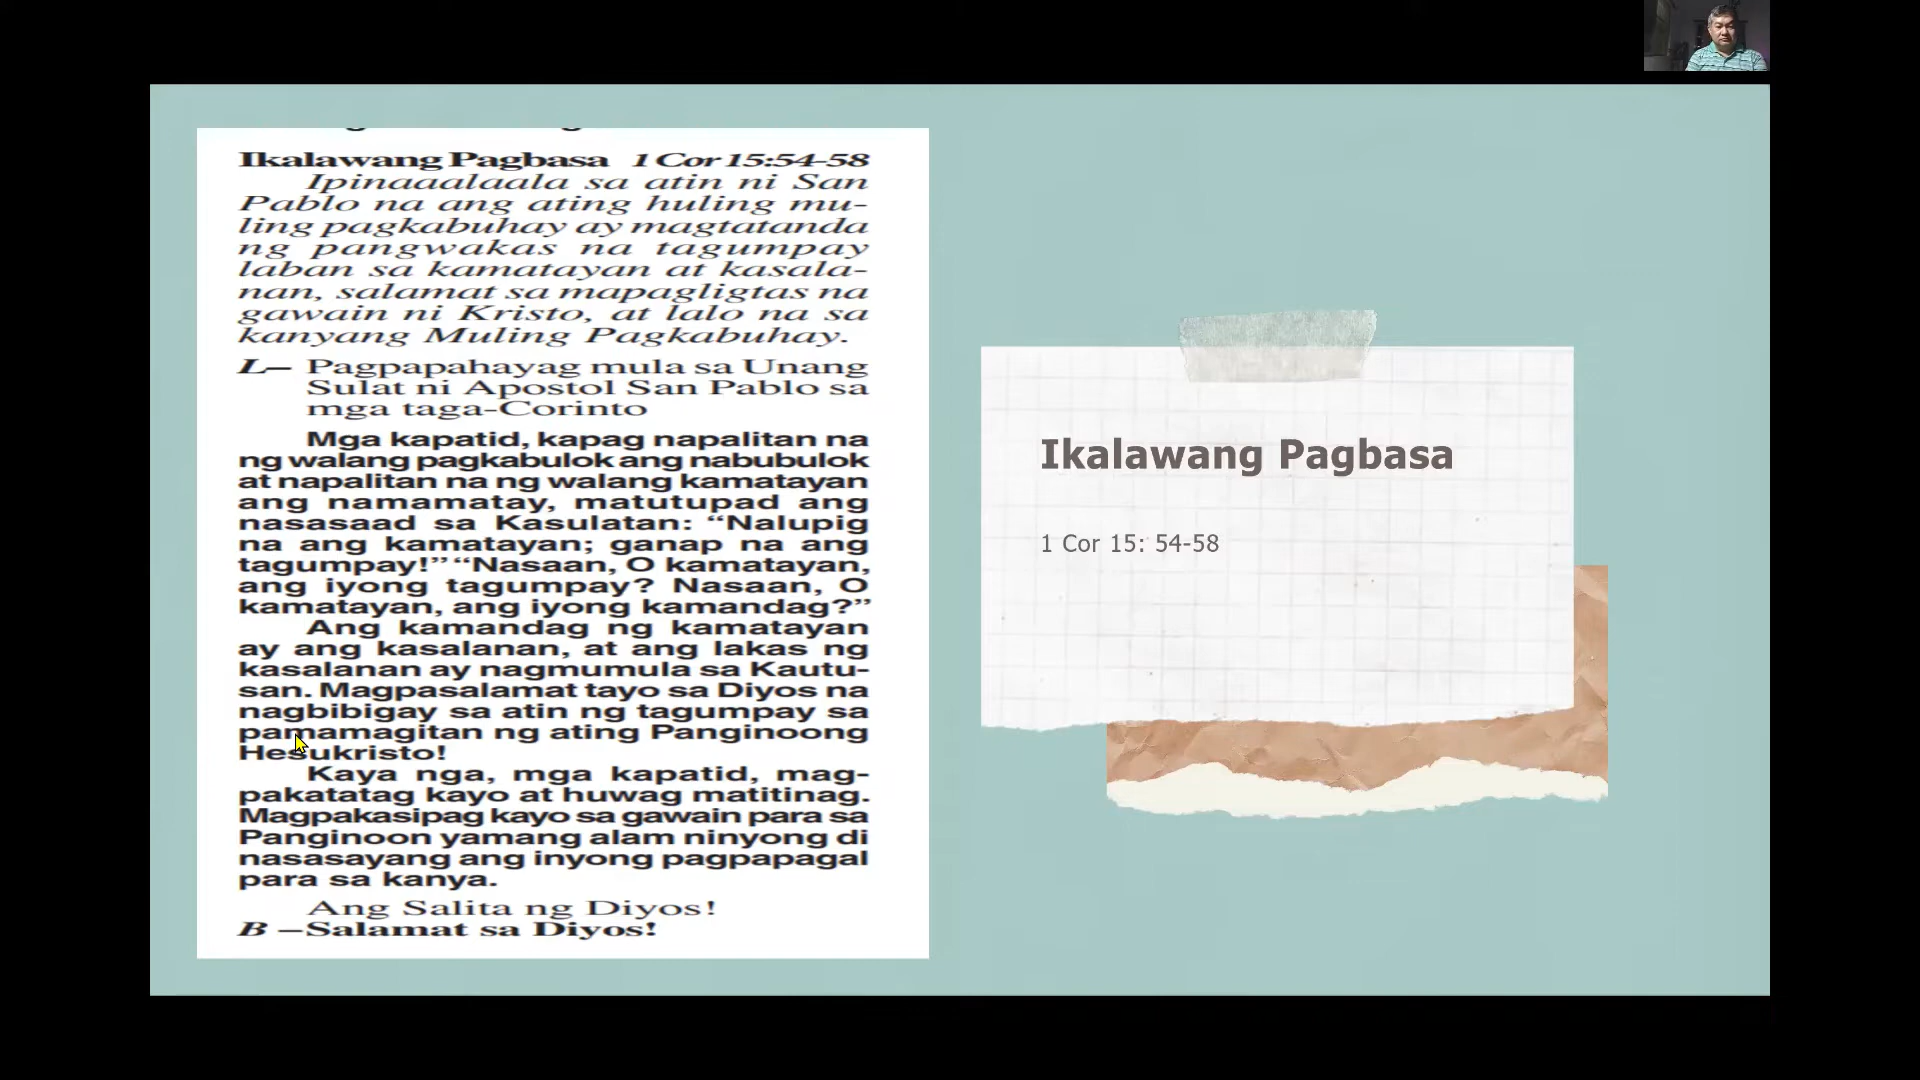 Ikalawang Pagbasa 1 Cor 15:54-58
Ipinaaalaala sa atin ni San
Pablo na ang ating huling mu-
ling pagkabuhay ay magtatanda
ng pangwakas na tagumpay
laban sa kamatayan at kasala-
nan, salamat sa mapagligtas na
gawain ni Kristo, at lalo na sa
kanyang Muling Pagkabuhay.
L– Pagpapahayag mula sa Unang
Sulat ni Apostol San Pablo sa
mga taga-Corinto
Mga kapatid, kapag napalitan na
ng walang pagkabulok ang nabubulok
at napalitan na ng walang kamatayan
ang namamatay, matutupad ang
nasasaad sa Kasulatan: “Nalupig
na ang kamatayan; ganap na ang
tagumpay!” “Nasaan, O kamatayan,
ang iyong tagumpay? Nasaan, O
kamatayan, ang iyong kamandag?”
Ang kamandag ng kamatayan
ay ang kasalanan, at ang lakas ng
kasalanan ay nagmumula sa Kautu-
san. Magpasalamat tayo sa Diyos na
nagbibigay sa atin ng tagumpay sa
pamamagitan ng ating Panginoong
Hesukristo!
Kaya nga, mga kapatid, mag-
pakatatag kayo at huwag matitinag.
Magpakasipag kayo sa gawain para sa
Panginoon yamang alam ninyong di
nasasayang ang inyong pagpapagal
para sa kanya.
Ang Salita ng Diyos!
B –Salamat sa Diyos!
Ikalawang Pagbasa
1 Cor 15: 54-58